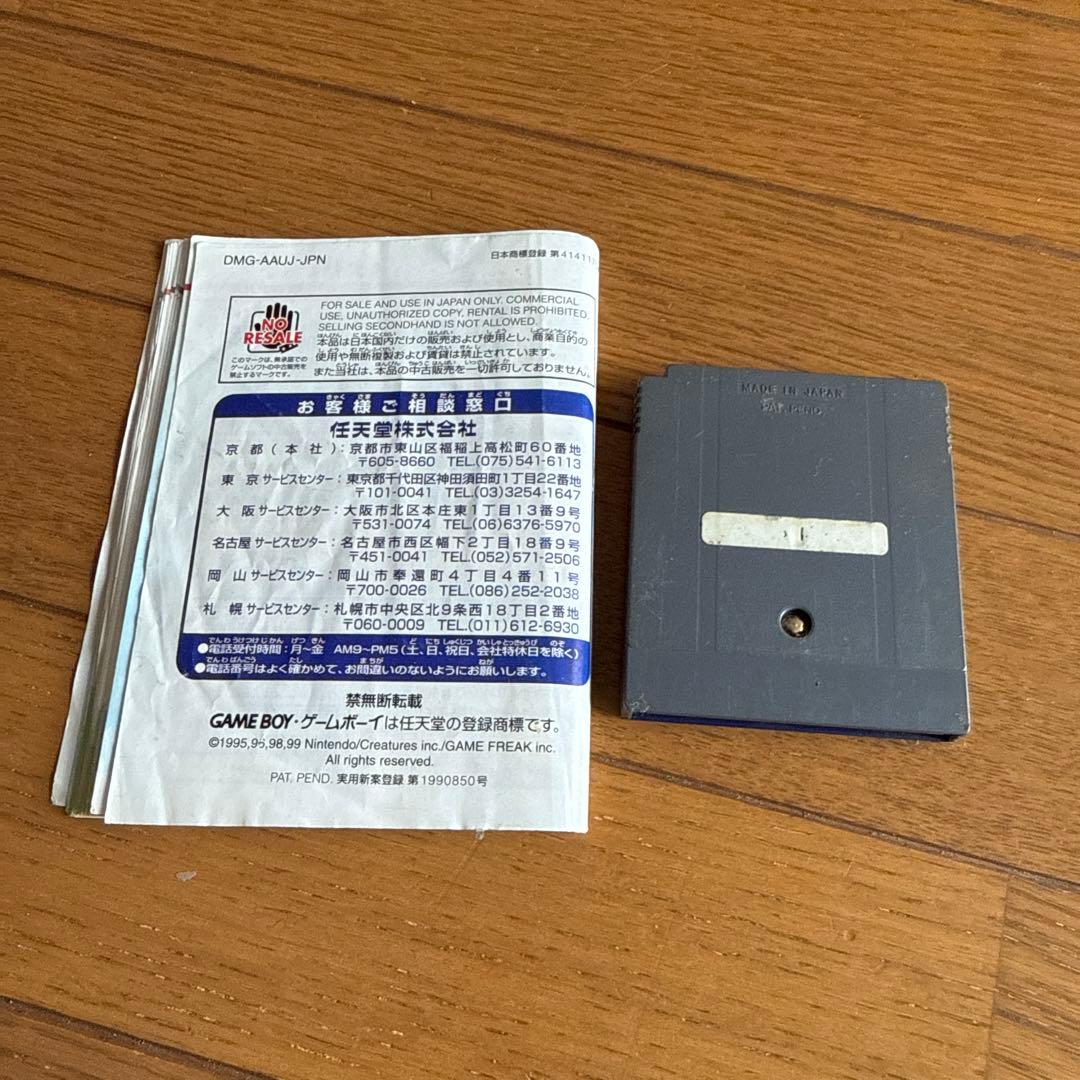 DMG-AAUJ-JPN
日本商標登録 第41411
NO
RESALE
このマークは、無承諾での
ゲームソフトの中古販売を
禁止するマークです。
FOR SALE AND USE IN JAPAN ONLY. COMMERCIAL
USE, UNAUTHORIZED COPY, RENTAL IS PROHIBITED.
SELLING SECONDHAND IS NOT ALLOWED.
本品は日本国内だけの販売および使用とし、商業目的の
使用や無断複製および賃貸は禁止されています。
また当社は、本品の中古販売を一切許可しておりません。
お客様ご相談窓口
任天堂株式会社
京都(本社):京都市東山区福稲上高松町60番地
〒605-8660 TEL.(075)541-6113
東京サービスセンター:東京都千代田区神田須田町1丁目22番地
〒101-0041 TEL.(03)3254-1647
大阪サービスセンター:大阪市北区本庄東1丁目13番9号
〒531-0074 TEL.(06)6376-5970
名古屋サービスセンター:名古屋市西区幅下2丁目18番9号
〒451-0041 TEL.(052)571-2506
岡山サービスセンター:岡山市奉還町4丁目4番11号
〒700-0026 TEL.(086)252-2038
札幌サービスセンター:札幌市中央区北9条西18丁目2番地
〒060-0009 TEL.(011)612-6930
●電話受付時間:月~金 AM9~PM5(土、日、祝日、会社特休日を除く)
●電話番号はよく確かめて、お間違いのないようにお願いします。
禁無断転載
GAME BOY・ゲームボーイは任天堂の登録商標です。
©1995,96,98,99 Nintendo/Creatures inc./GAME FREAK inc.
All rights reserved.
PAT. PEND. 実用新案登録 第1990850号
MADE IN JAPAN
PAT. PEND.